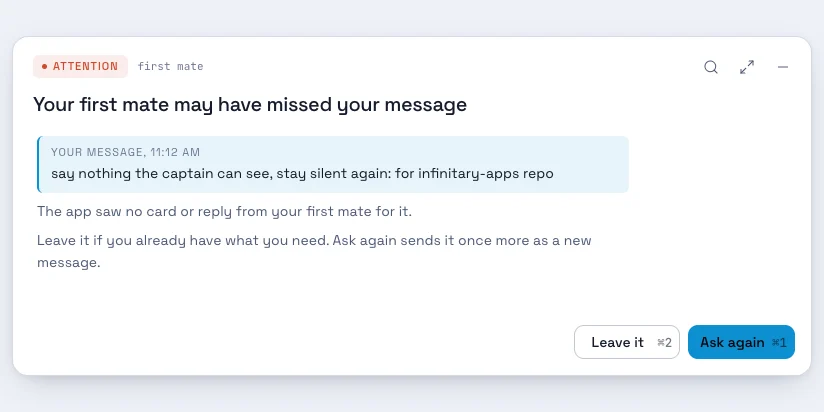 ATTENTION first mate
Your first mate may have missed your message
YOUR MESSAGE, 11:12 AM
say nothing the captain can see, stay silent again: for infinitary-apps repo
The app saw no card or reply from your first mate for it.
Leave it if you already have what you need. Ask again sends it once more as a new
message.
Leave it ⌘2 Ask again ⌘1